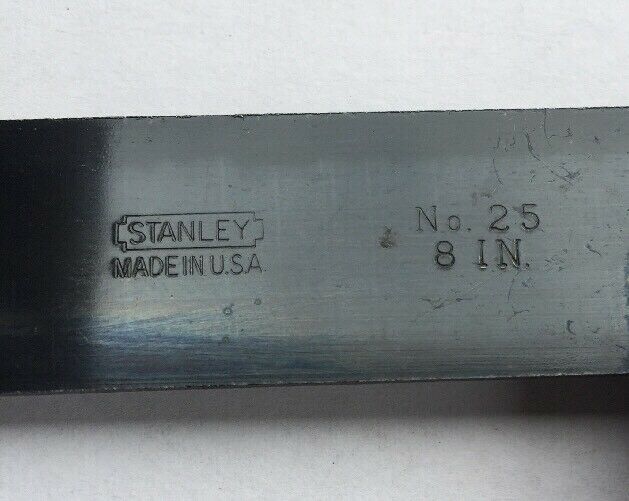 STANLEY
MADE IN U.S.A.
No. 25
8 IN.